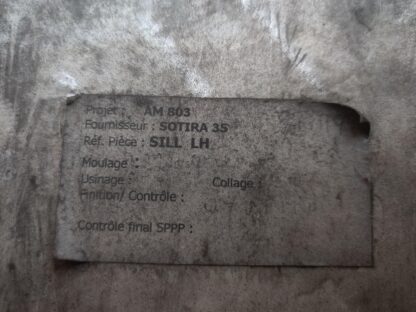 Projet : AM 803
Fournisseur : SOTIRA 35
Réf. Pièce : SILL LH
Moulage :
Usinage : Collage :
Finition/ Contrôle :
Contrôle final SPPP :